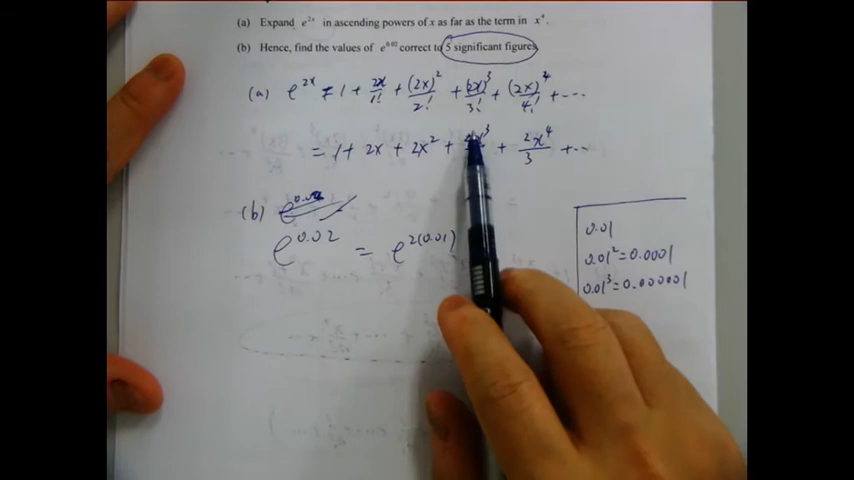 (a) Expand e^{2x} in ascending powers of x as far as the term in x^4.
(b) Hence, find the values of e^{0.02} correct to 5 significant figures.
(a) e^{2x} = 1 + 2x/1! + (2x)^2/2! + (2x)^3/3! + (2x)^4/4! + ...
= 1 + 2x + 2x^2 + + 2x^4/3 + ...
(b)
e^{0.02} = e^{2(0.01)}
0.01
0.01^2 = 0.0001
0.01^3 = 0.000001